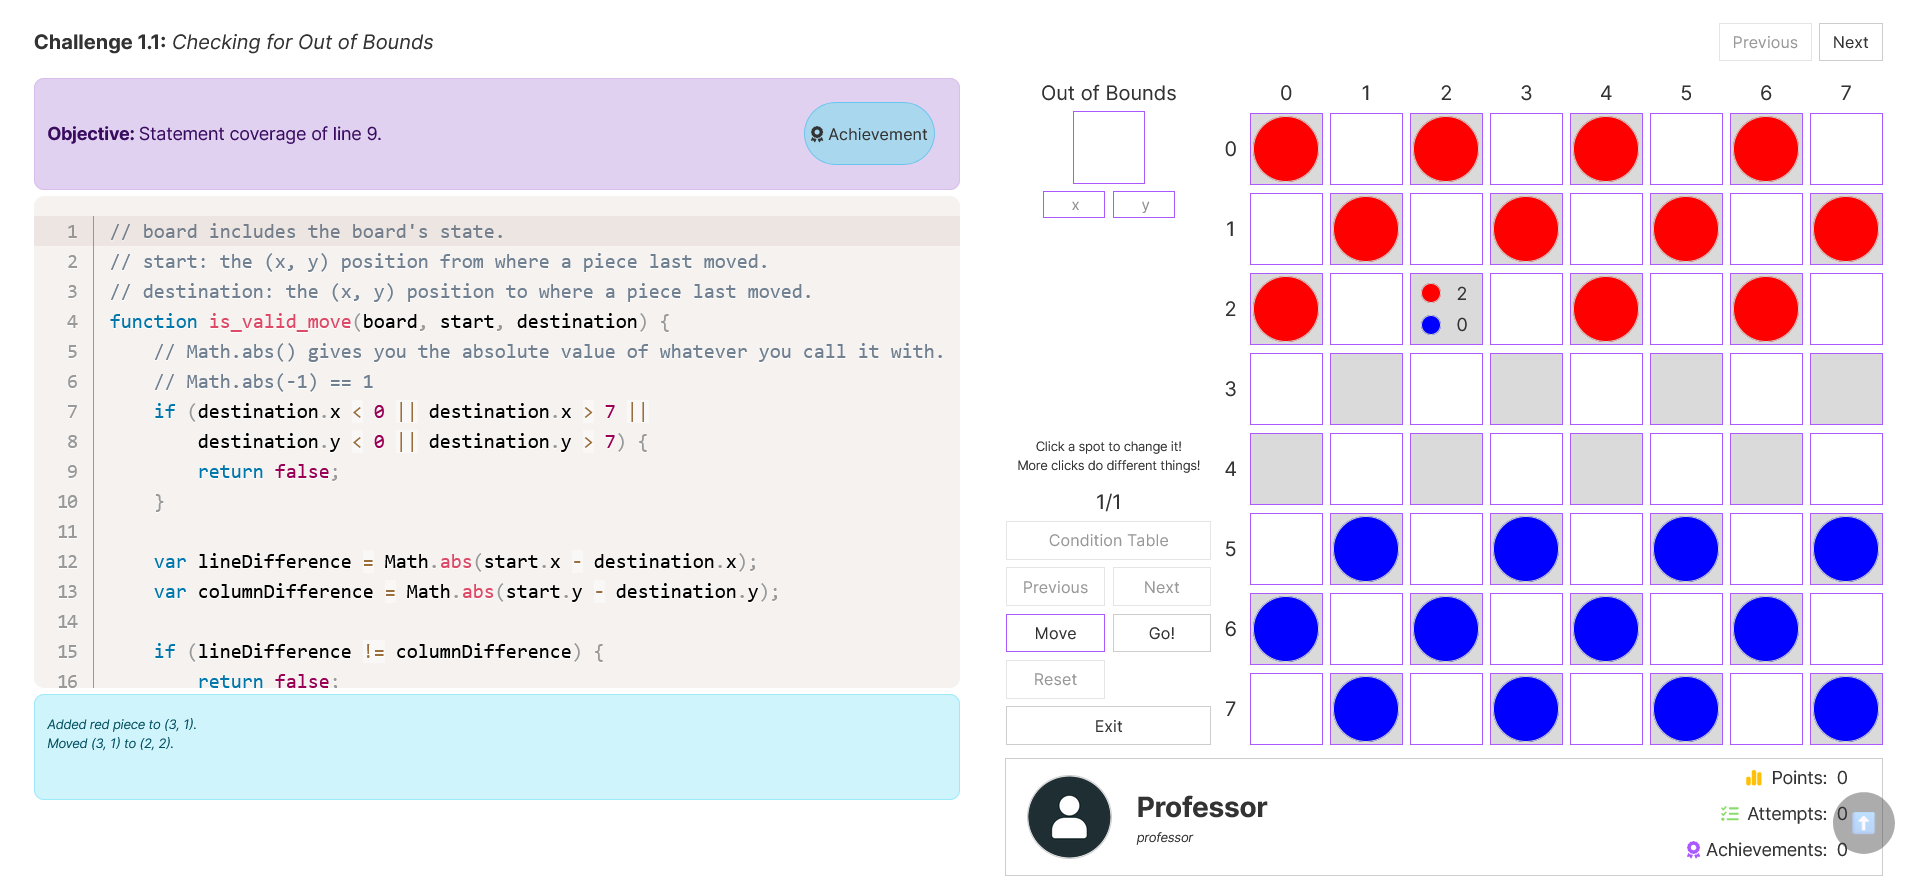 Challenge 1.1: Checking for Out of Bounds
Previous
Next
Objective: Statement coverage of line 9.
Achievement
1 // board includes the board's state.
2 // start: the (x, y) position from where a piece last moved.
3 // destination: the (x, y) position to where a piece last moved.
4 function is_valid_move(board, start, destination) {
5 // Math.abs() gives you the absolute value of whatever you call it with.
6 // Math.abs(-1) == 1
7 if (destination.x < 0 || destination.x > 7 ||
8 destination.y < 0 || destination.y > 7) {
9 return false;
10 }
11
12 var lineDifference = Math.abs(start.x - destination.x);
13 var columnDifference = Math.abs(start.y - destination.y);
14
15 if (lineDifference != columnDifference) {
16 return false;
Added red piece to (3, 1).
Moved (3, 1) to (2, 2).
Out of Bounds
x y
Click a spot to change it!
More clicks do different things!
1/1
Condition Table
Previous
Next
Move
Go!
Reset
Exit
0 1 2 3 4 5 6 7
0
1
2
2
0
3
4
5
6
7
Professor
professor
Points: 0
Attempts: 0
Achievements: 0